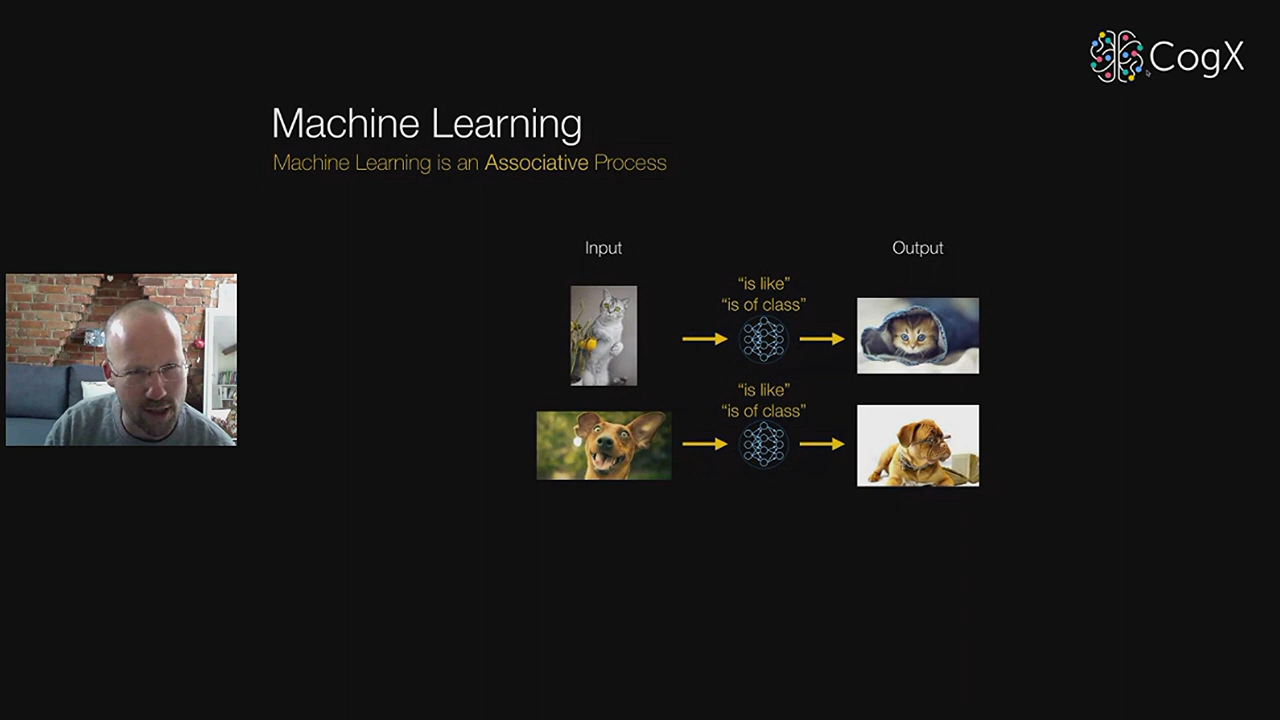 CogX
Machine Learning
Machine Learning is an Associative Process
Input
Output
“is like”
“is of class”
“is like”
“is of class”